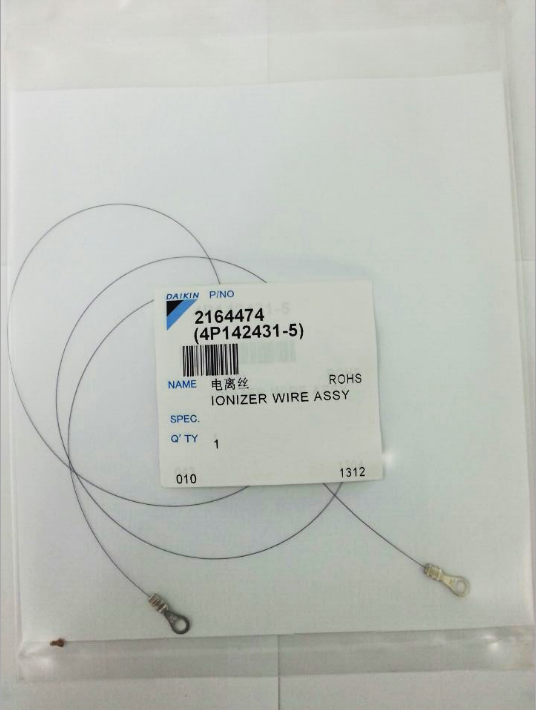 DAIKIN P/NO
2164474
(4P142431-5)
NAME 电离丝 ROHS
IONIZER WIRE ASSY
SPEC.
Q'TY 1
010 1312